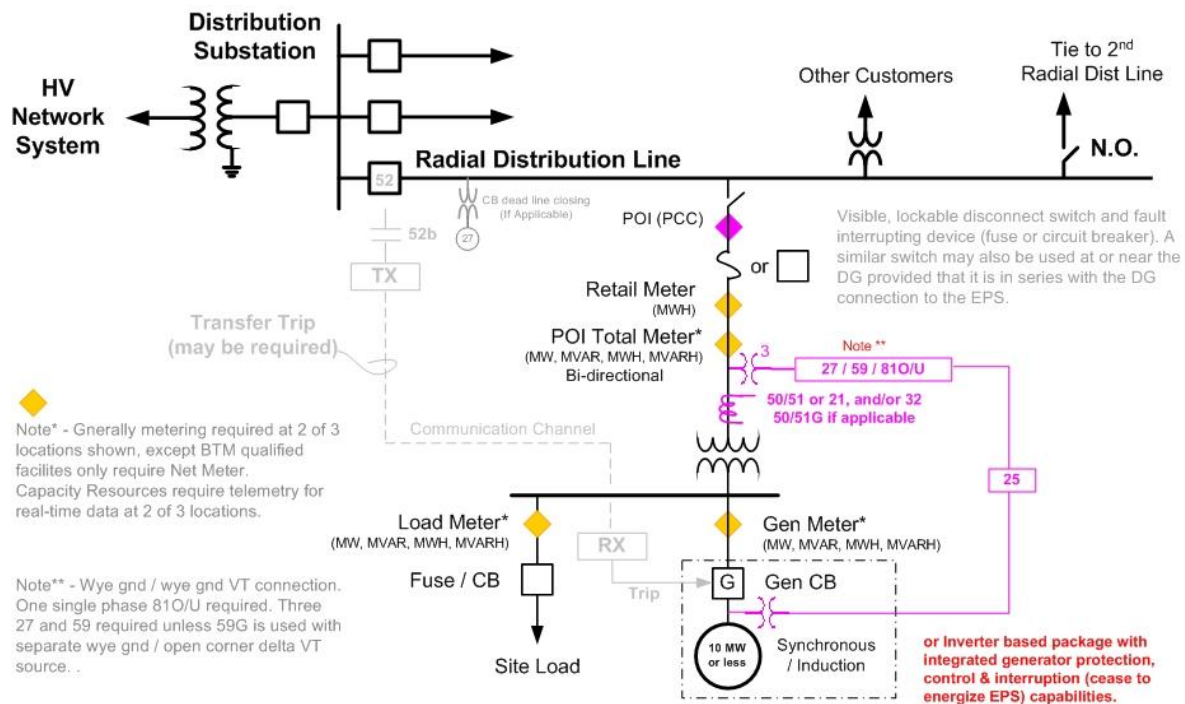 Distribution
Substation
HV
Network
System
Other Customers
Tie to 2nd
Radial Dist Line
N.O.
Radial Distribution Line
52
CB dead line closing
(If Applicable)
27
52b
TX
POI (PCC)
or
Visible, lockable disconnect switch and fault
interrupting device (fuse or circuit breaker). A
similar switch may also be used at or near the
DG provided that it is in series with the DG
connection to the EPS.
Retail Meter
(MWH)
Transfer Trip
(may be required)
POI Total Meter*
(MW, MVAR, MWH, MVARH)
Bi-directional
3
Note **
27 / 59 / 81O/U
50/51 or 21, and/or 32
50/51G if applicable
Note* - Gnerally metering required at 2 of 3
locations shown, except BTM qualified
facilites only require Net Meter.
Capacity Resources require telemetry for
real-time data at 2 of 3 locations.
Communication Channel
25
Load Meter*
(MW, MVAR, MWH, MVARH)
Gen Meter*
(MW, MVAR, MWH, MVARH)
RX
Fuse / CB
Trip
G
Gen CB
Note** - Wye gnd / wye gnd VT connection.
One single phase 81O/U required. Three
27 and 59 required unless 59G is used with
separate wye gnd / open corner delta VT
source. .
Site Load
10 MW
or less
Synchronous
/ Induction
or Inverter based package with
integrated generator protection,
control & interruption (cease to
energize EPS) capabilities.